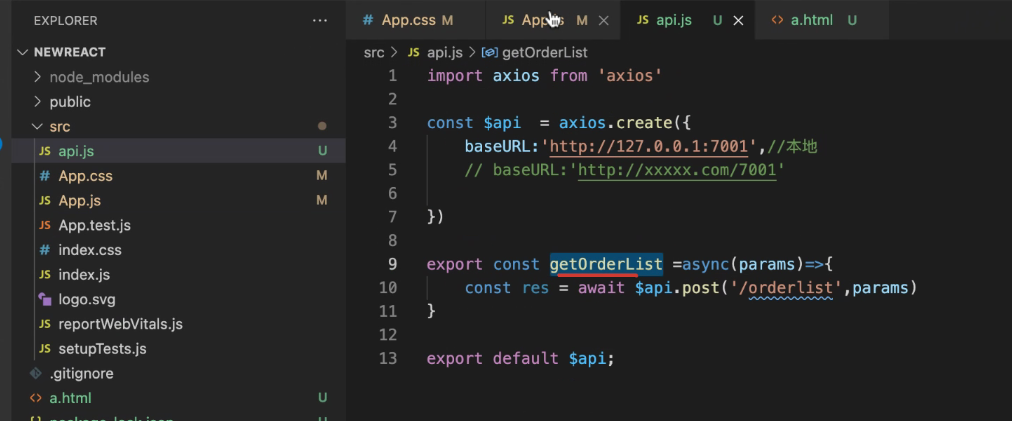 EXPLORER
NEWREACT
node_modules
public
src
JS api.js U
# App.css M
JS App.js M
JS App.test.js
# index.css
JS index.js
logo.svg
JS reportWebVitals.js
JS setupTests.js
.gitignore
<> a.html U
# App.css M
JS App.js M
JS api.js U
<> a.html U
src > JS api.js > getOrderList
1 import axios from 'axios'
2
3 const $api = axios.create({
4 baseURL:'http://127.0.0.1:7001',//本地
5 // baseURL:'http://xxxxx.com/7001'
6
7 })
8
9 export const getOrderList =async(params)=>{
10 const res = await $api.post('/orderlist',params)
11 }
12
13 export default $api;